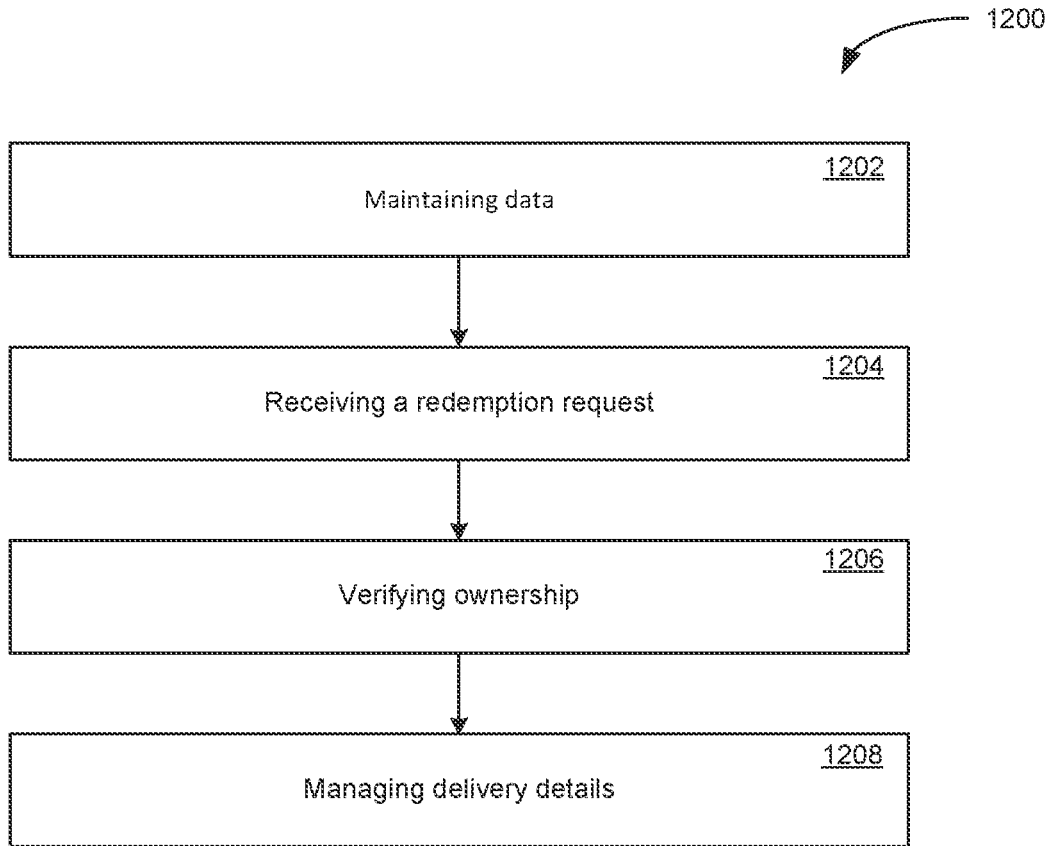 1200
1202
Maintaining data
1204
Receiving a redemption request
1206
Verifying ownership
1208
Managing delivery details